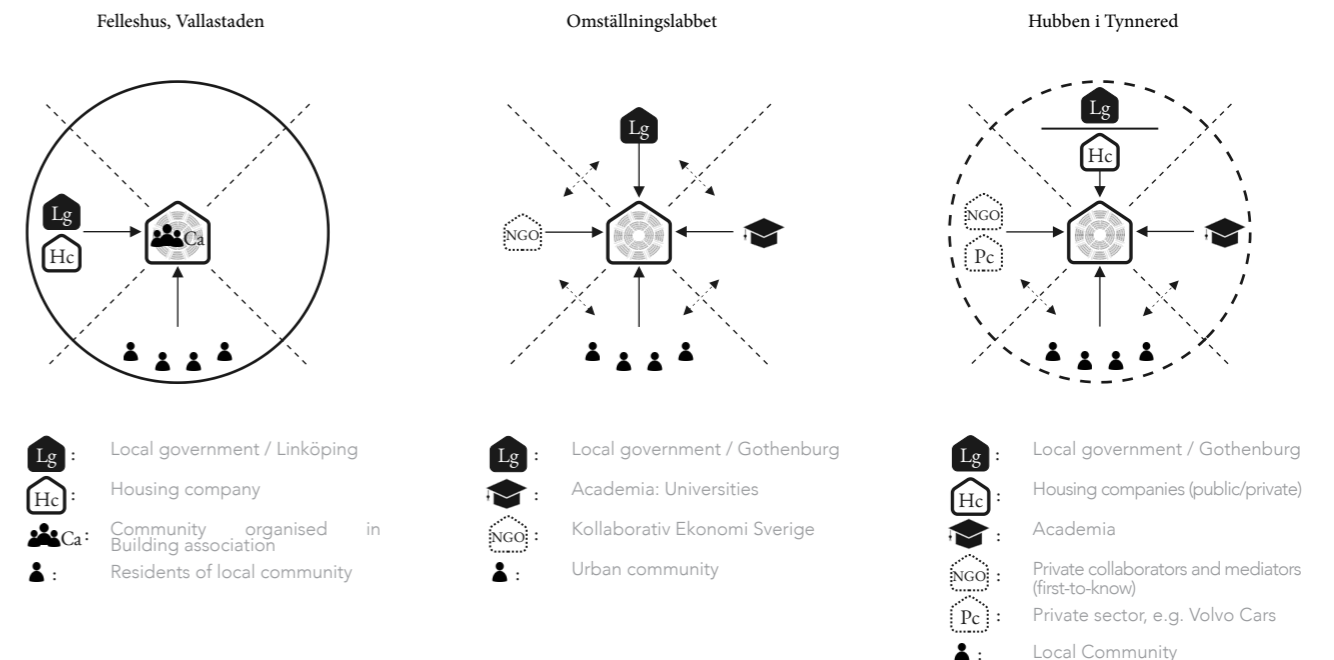 Felleshus, Vallastaden
Lg
Hc
Ca
Lg : Local government / Linköping
Hc : Housing company
Ca : Community organised in
Building association
: Residents of local community
Omställningslabbet
Lg
NGO
Lg : Local government / Gothenburg
: Academia: Universities
NGO : Kollaborativ Ekonomi Sverige
: Urban community
Hubben i Tynnered
Lg
Hc
NGO
Pc
Lg : Local government / Gothenburg
Hc : Housing companies (public/private)
: Academia
NGO : Private collaborators and mediators
(first-to-know)
Pc : Private sector, e.g. Volvo Cars
: Local Community